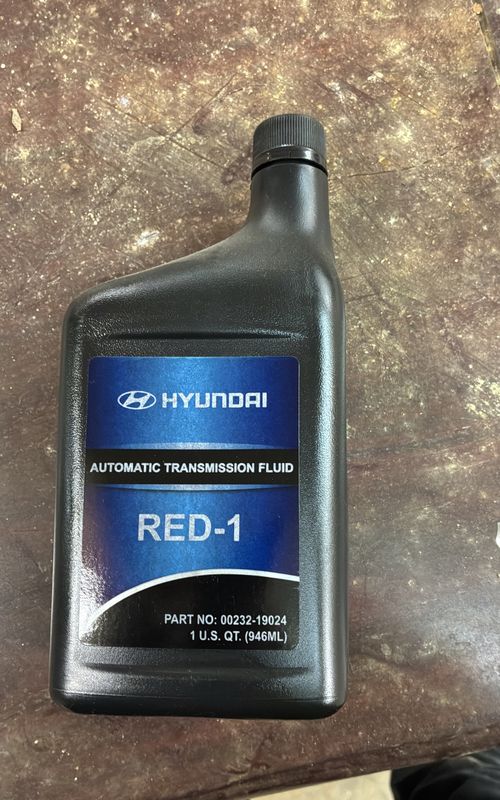 HYUNDAI
AUTOMATIC TRANSMISSION FLUID
RED-1
PART NO: 00232-19024
1 U.S. QT. (946ML)